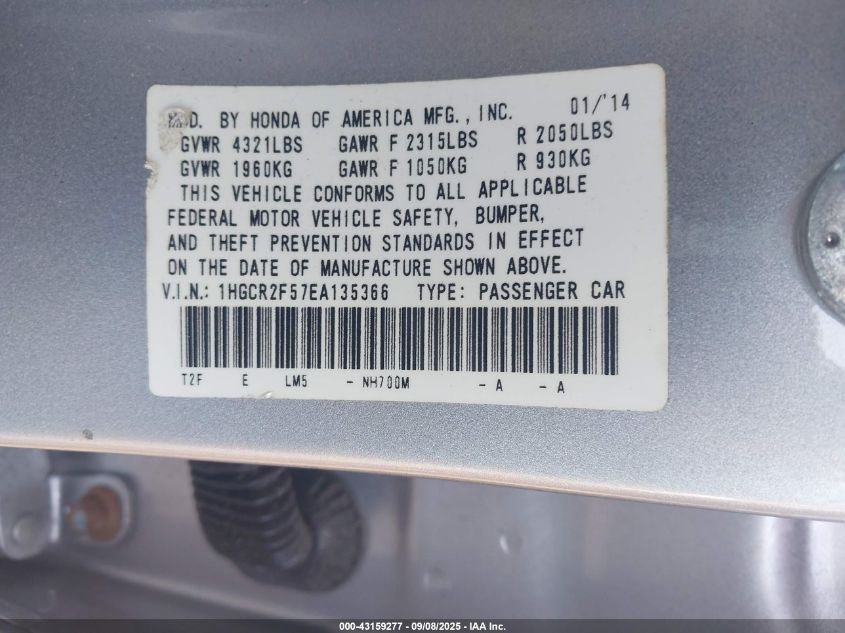 MFD. BY HONDA OF AMERICA MFG., INC. 01/'14
GVWR 4321LBS GAWR F 2315LBS R 2050LBS
GVWR 1960KG GAWR F 1050KG R 930KG
THIS VEHICLE CONFORMS TO ALL APPLICABLE
FEDERAL MOTOR VEHICLE SAFETY, BUMPER,
AND THEFT PREVENTION STANDARDS IN EFFECT
ON THE DATE OF MANUFACTURE SHOWN ABOVE.
V.I.N.: 1HGCR2F57EA135366 TYPE: PASSENGER CAR
T2F E LM5 - NH700M - A - A
000-43159277 - 09/08/2025 - IAA Inc.